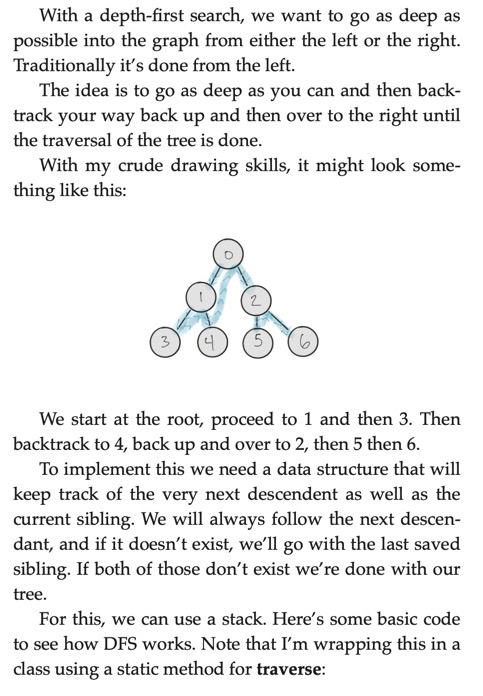 With a depth-first search, we want to go as deep as
possible into the graph from either the left or the right.
Traditionally it's done from the left.
The idea is to go as deep as you can and then back-
track your way back up and then over to the right until
the traversal of the tree is done.
With my crude drawing skills, it might look some-
thing like this:
0
1 2
3 4 5 6
We start at the root, proceed to 1 and then 3. Then
backtrack to 4, back up and over to 2, then 5 then 6.
To implement this we need a data structure that will
keep track of the very next descendent as well as the
current sibling. We will always follow the next descen-
dant, and if it doesn't exist, we'll go with the last saved
sibling. If both of those don't exist we're done with our
tree.
For this, we can use a stack. Here's some basic code
to see how DFS works. Note that I'm wrapping this in a
class using a static method for traverse: